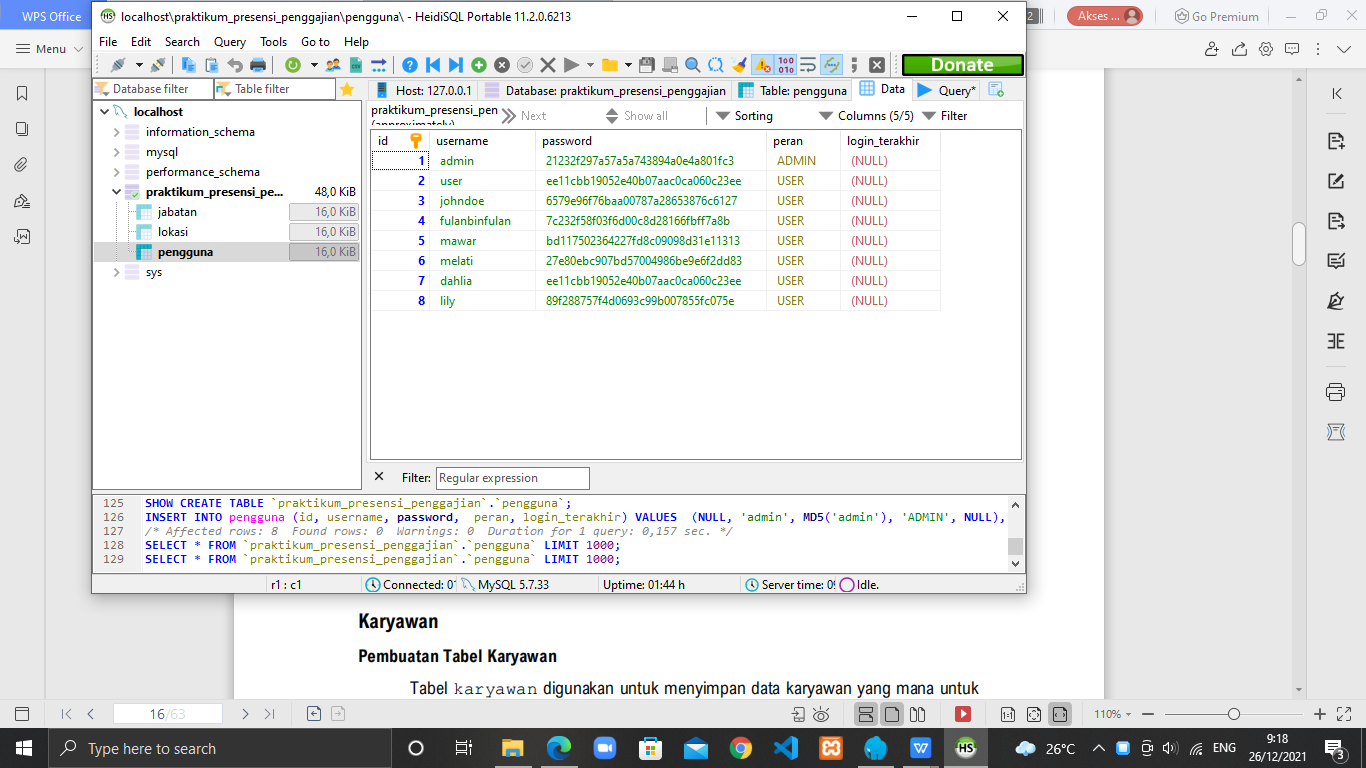 WPS Office
localhost\praktikum_presensi_penggajian\pengguna\ - HeidiSQL Portable 11.2.0.6213
2
Akses ...
Go Premium
Menu
File Edit Search Query Tools Go to Help
Donate
Database filter
Table filter
Host: 127.0.0.1 Database: praktikum_presensi_penggajian Table: pengguna Data Query*
localhost
information_schema
mysql
performance_schema
praktikum_presensi_pe... 48,0 KiB
jabatan 16,0 KiB
lokasi 16,0 KiB
pengguna 16,0 KiB
sys
praktikum_presensi_pen
Next Show all Sorting Columns (5/5) Filter
id username password peran login_terakhir
1 admin 21232f297a57a5a743894a0e4a801fc3 ADMIN (NULL)
2 user ee11cbb19052e40b07aac0ca060c23ee USER (NULL)
3 johndoe 6579e96f76baa00787a28653876c6127 USER (NULL)
4 fulanbinfulan 7c232f58f03f6d00c8d28166fbff7a8b USER (NULL)
5 mawar bd117502364227fd8c09098d31e11313 USER (NULL)
6 melati 27e80ebc907bd57004986be9e6f2dd83 USER (NULL)
7 dahlia ee11cbb19052e40b07aac0ca060c23ee USER (NULL)
8 lily 89f288757f4d0693c99b007855fc075e USER (NULL)
Filter: Regular expression
125 SHOW CREATE TABLE `praktikum_presensi_penggajian`.`pengguna`;
126 INSERT INTO pengguna (id, username, password, peran, login_terakhir) VALUES (NULL, 'admin', MD5('admin'), 'ADMIN', NULL),
127 /* Affected rows: 8 Found rows: 0 Warnings: 0 Duration for 1 query: 0,157 sec. */
128 SELECT * FROM `praktikum_presensi_penggajian`.`pengguna` LIMIT 1000;
129 SELECT * FROM `praktikum_presensi_penggajian`.`pengguna` LIMIT 1000;
r1 : c1 Connected: MySQL 5.7.33 Uptime: 01:44 h Server time: Idle.
Karyawan
Pembuatan Tabel Karyawan
Tabel karyawan digunakan untuk menyimpan data karyawan yang mana untuk
16/63
1:1
110%
Type here to search
26°C
ENG
9:18
26/12/2021
3